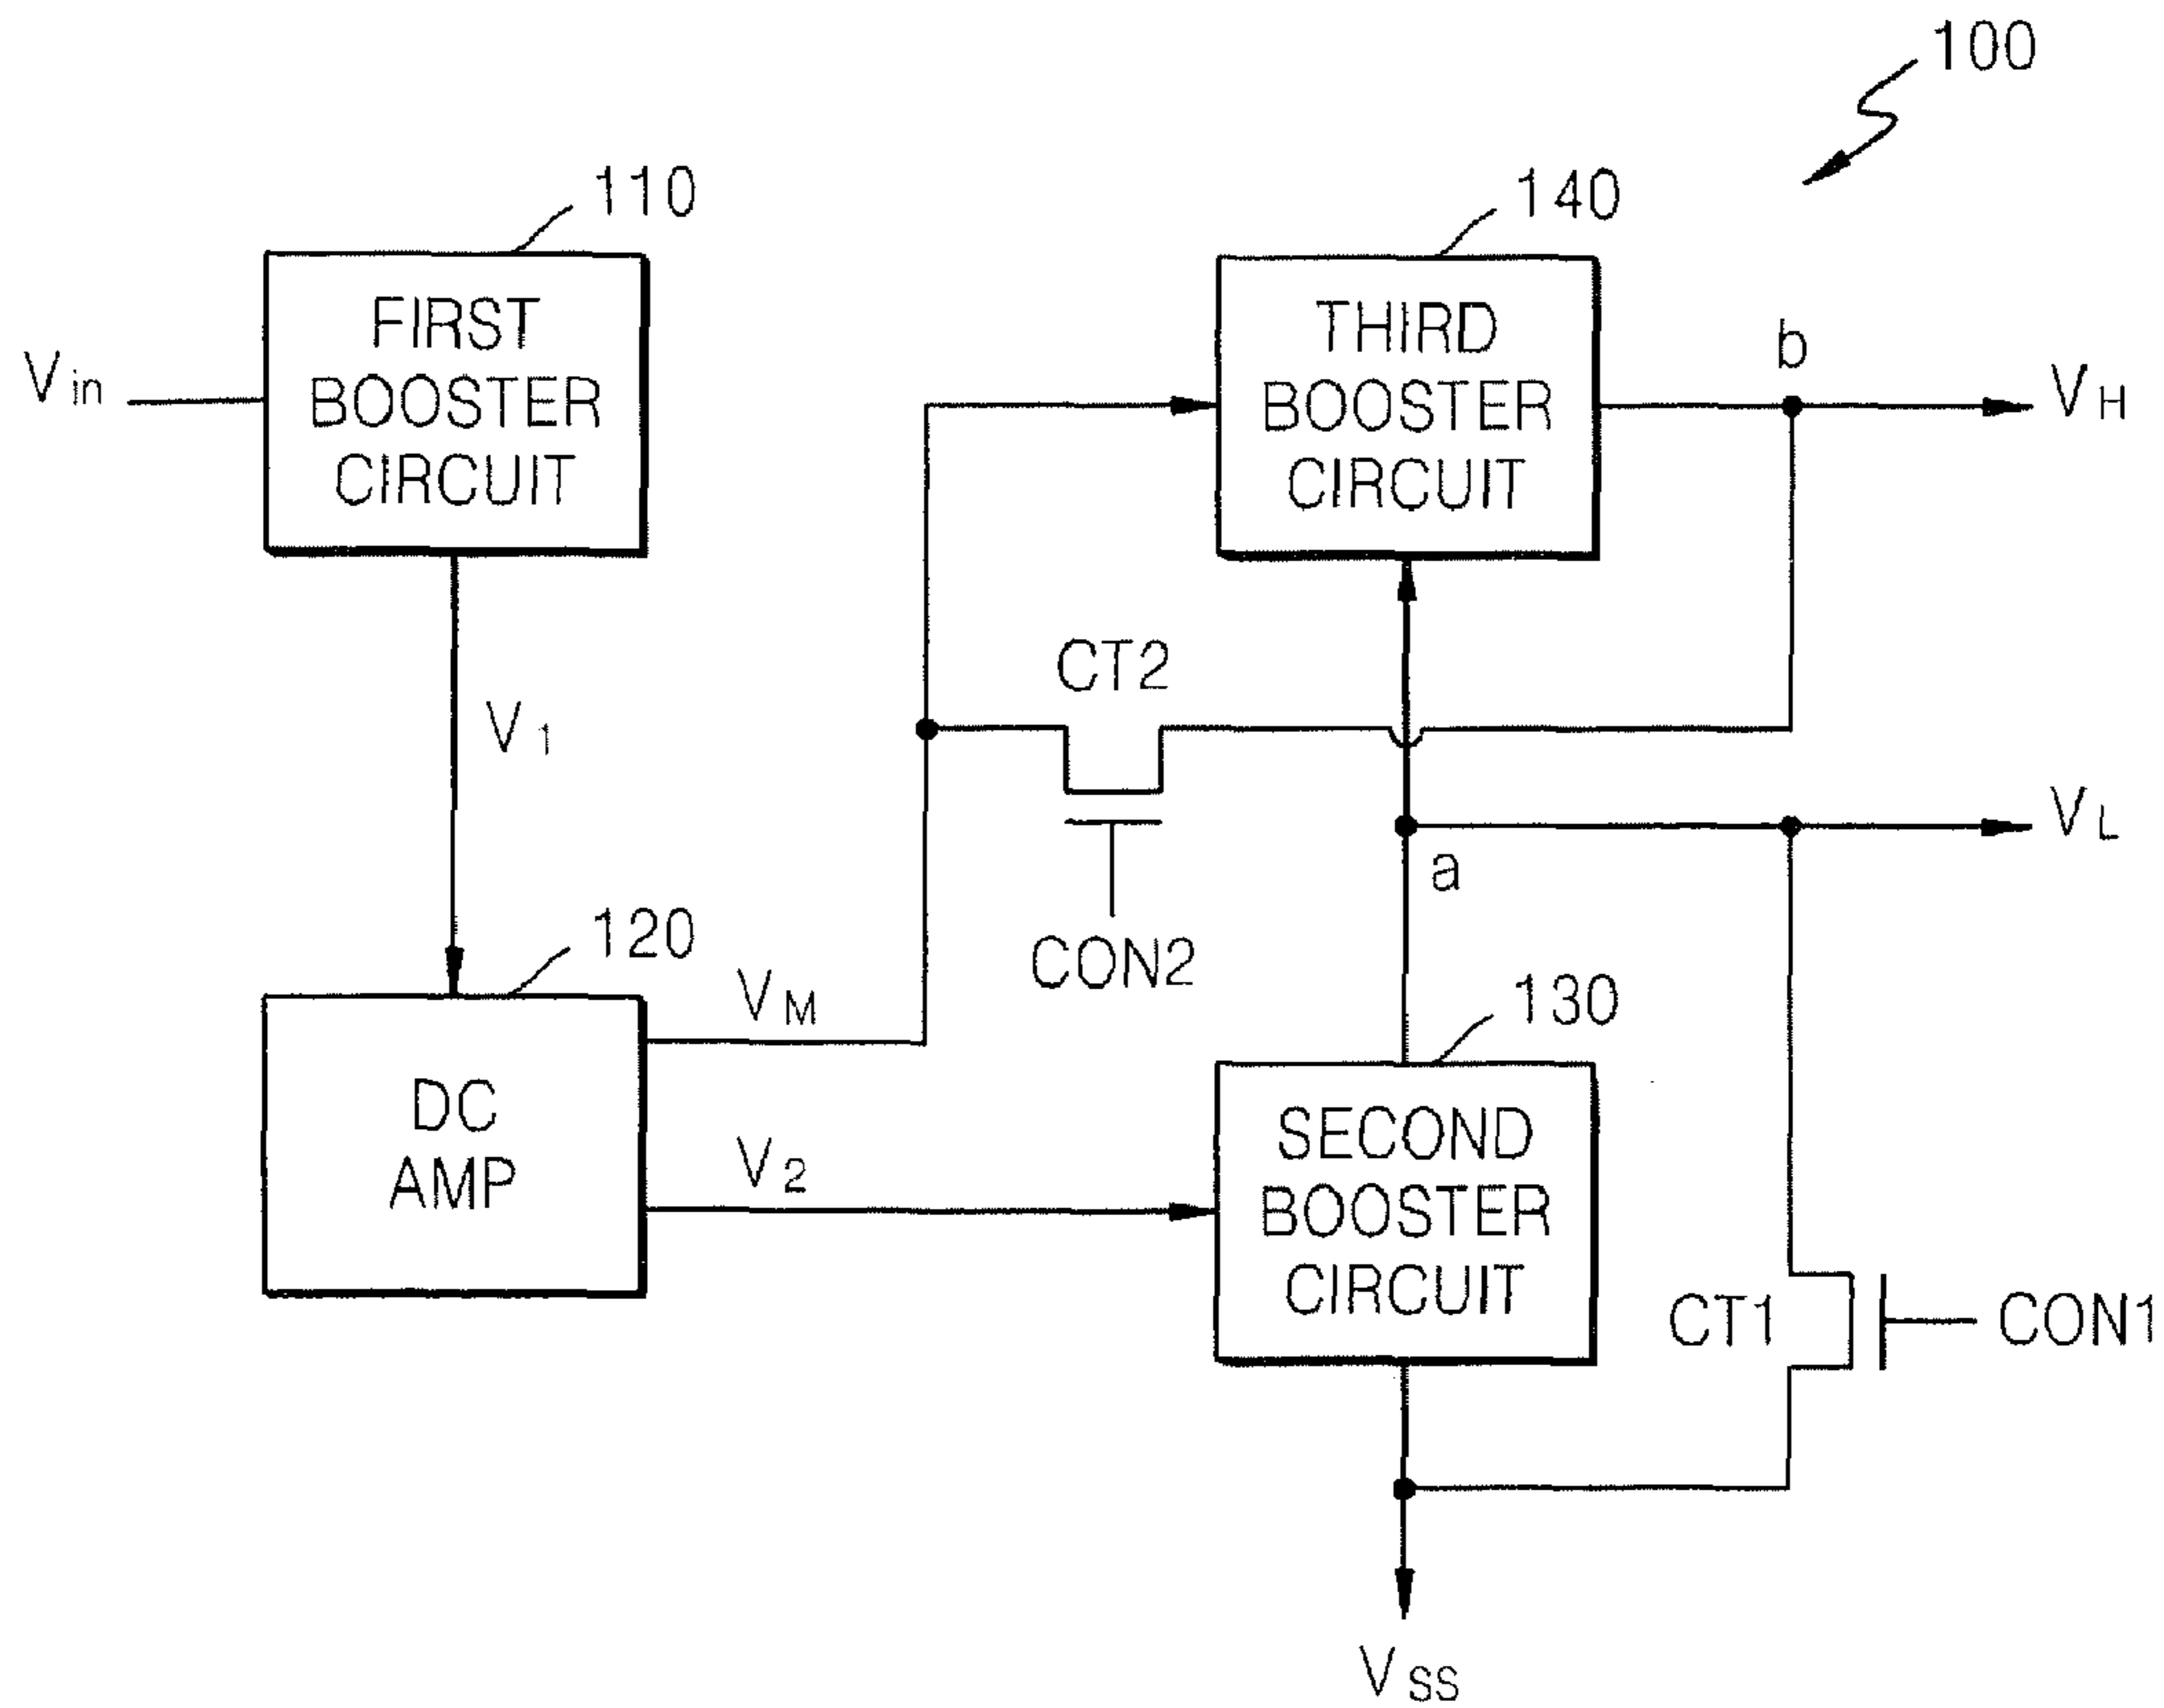 100
110
140
FIRST
BOOSTER
CIRCUIT
THIRD
BOOSTER
CIRCUIT
b
Vin
VH
CT2
V1
VL
a
120
CON2
130
VM
DC
AMP
SECOND
BOOSTER
CIRCUIT
V2
CT1
CON1
VSS